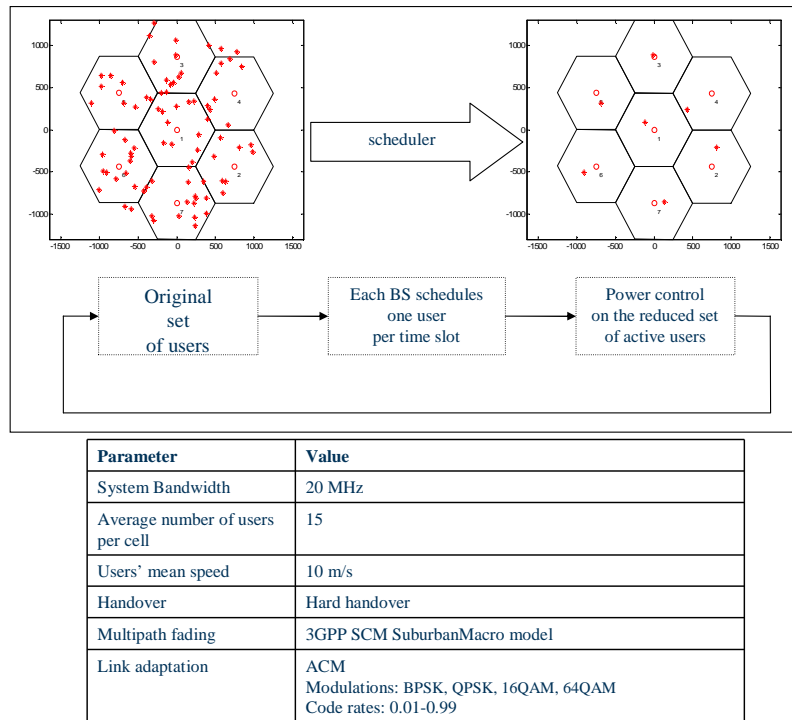 1000
500
0
-500
-1000
-1500 -1000 -500 0 500 1000 1500
3
4
1
6
2
7
scheduler
1000
500
0
-500
-1000
-1500 -1000 -500 0 500 1000 1500
3
4
1
6
2
7
Original
set
of users
Each BS schedules
one user
per time slot
Power control
on the reduced set
of active users
Parameter Value
System Bandwidth 20 MHz
Average number of users 15
per cell
Users' mean speed 10 m/s
Handover Hard handover
Multipath fading 3GPP SCM SuburbanMacro model
Link adaptation ACM
Modulations: BPSK, QPSK, 16QAM, 64QAM
Code rates: 0.01-0.99